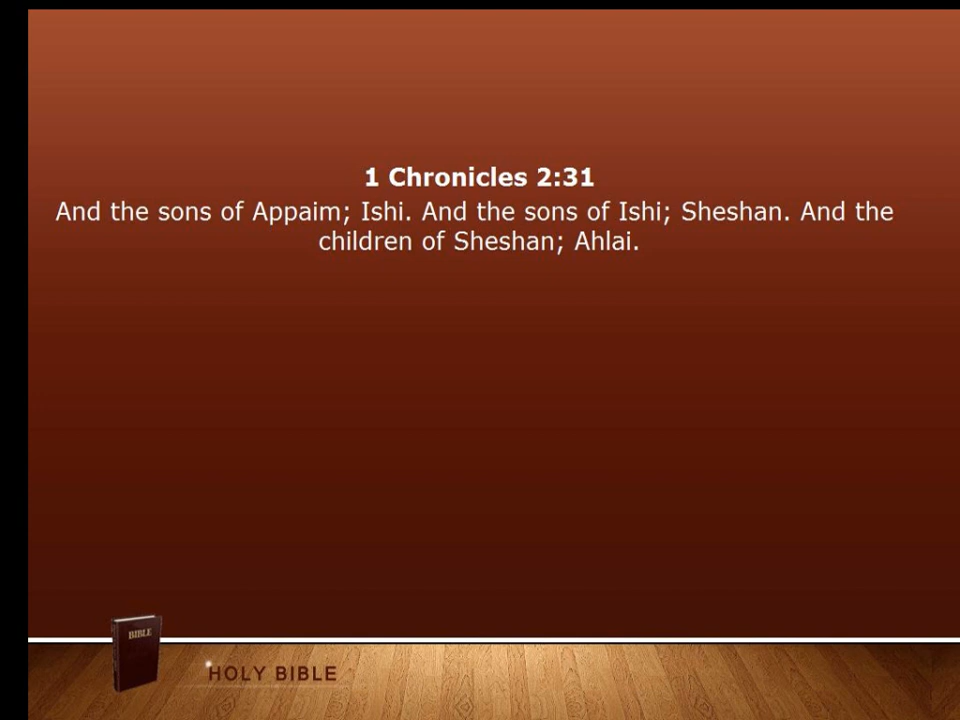 1 Chronicles 2:31
And the sons of Appaim; Ishi. And the sons of Ishi; Sheshan. And the
children of Sheshan; Ahlai.
BIBLE
HOLY BIBLE